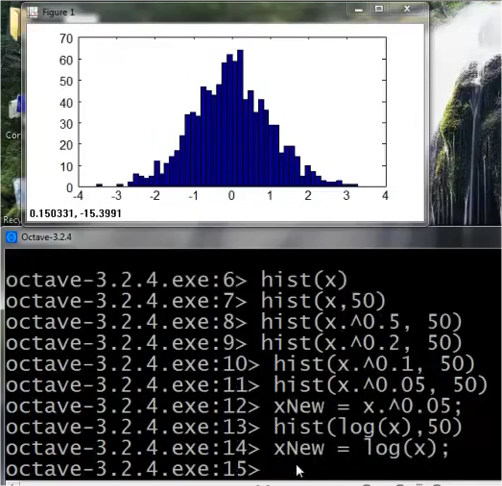 Figure 1
70
60
50
40
30
20
10
0
-4 -3 -2 -1 0 1 2 3 4
0.150331, -15.3991
Octave-3.2.4
octave-3.2.4.exe:6> hist(x)
octave-3.2.4.exe:7> hist(x,50)
octave-3.2.4.exe:8> hist(x.^0.5, 50)
octave-3.2.4.exe:9> hist(x.^0.2, 50)
octave-3.2.4.exe:10> hist(x.^0.1, 50)
octave-3.2.4.exe:11> hist(x.^0.05, 50)
octave-3.2.4.exe:12> xNew = x.^0.05;
octave-3.2.4.exe:13> hist(log(x),50)
octave-3.2.4.exe:14> xNew = log(x);
octave-3.2.4.exe:15>